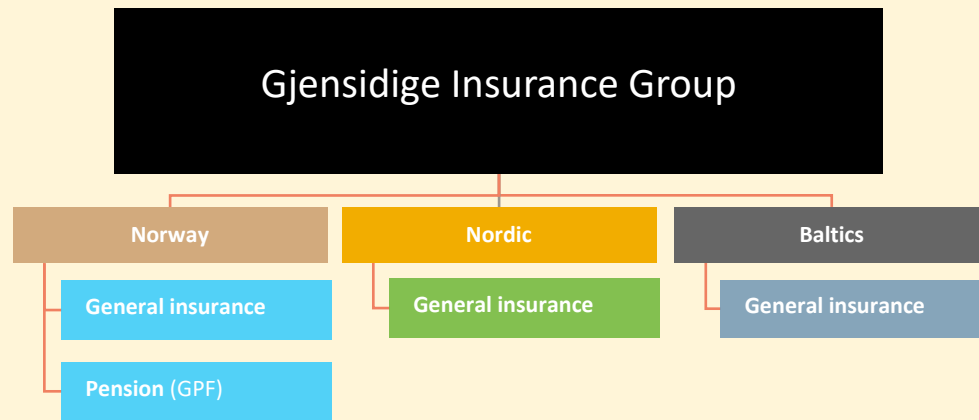 Gjensidige Insurance Group
Norway
Nordic
Baltics
General insurance
General insurance
General insurance
Pension (GPF)